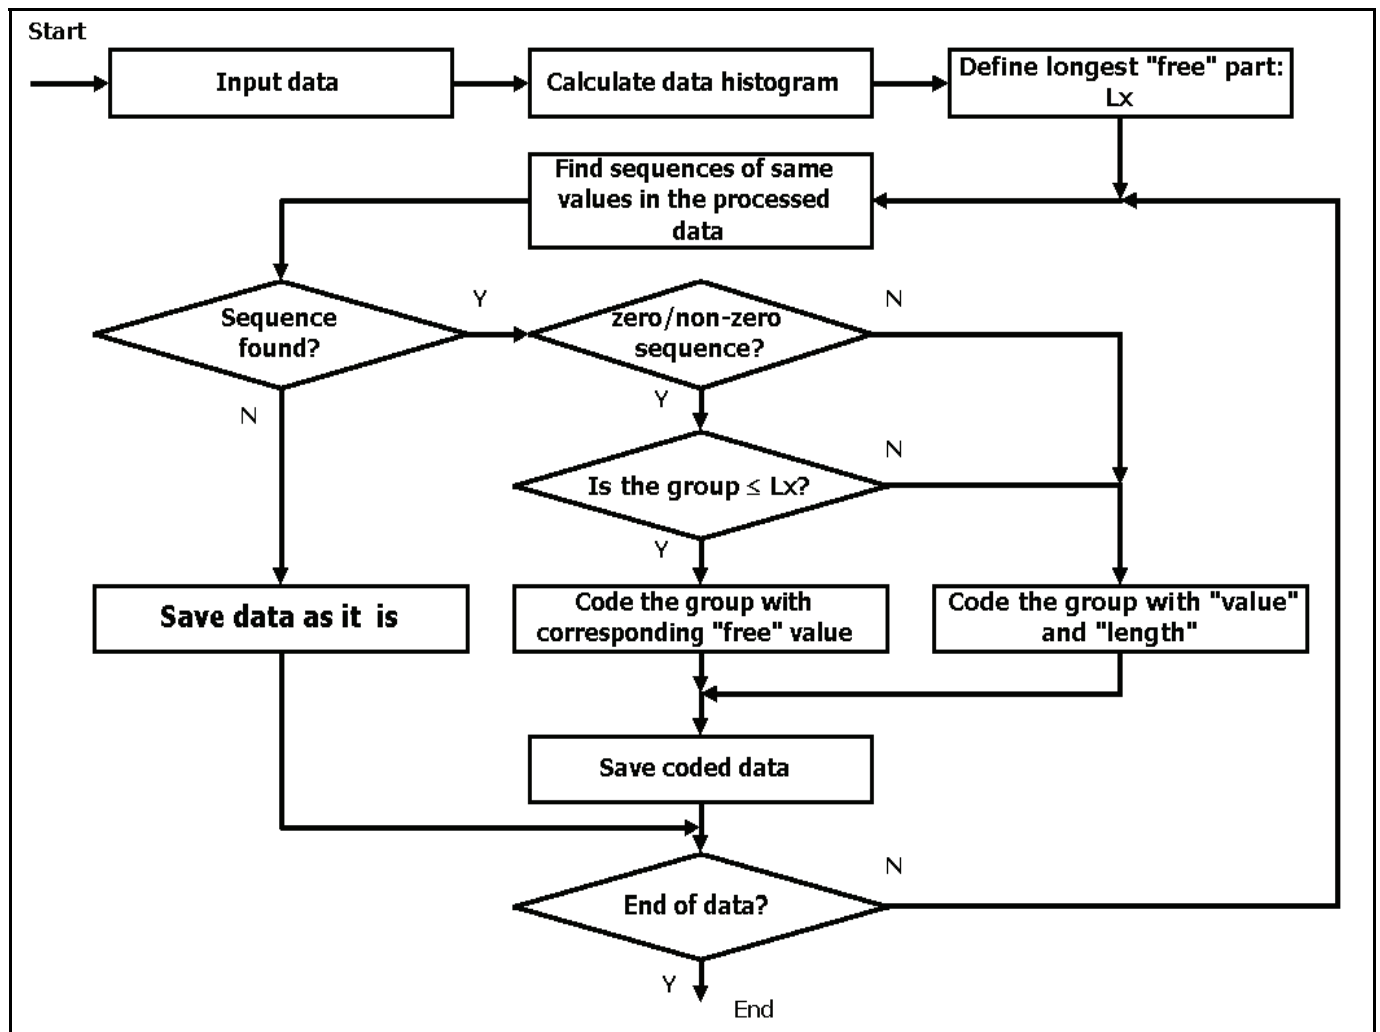 Start
Input data
Calculate data histogram
Define longest "free" part:
Lx
Find sequences of same
values in the processed
data
Sequence
found?
Y
zero/non-zero
sequence?
N
N
Y
Is the group ≤ Lx?
N
Y
Save data as it is
Code the group with
corresponding "free" value
Code the group with "value"
and "length"
Save coded data
End of data?
N
Y
End